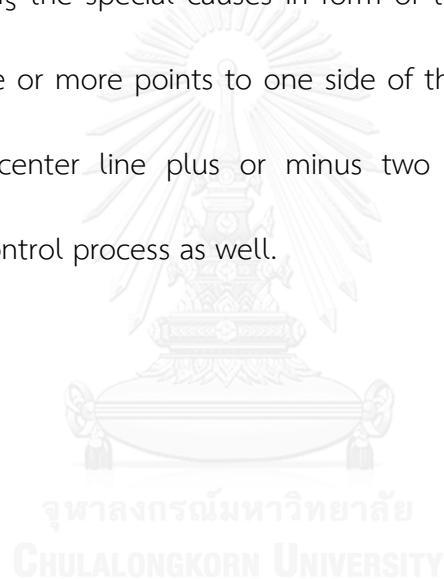 the special causes in form of
or more points to one side of
center line plus or minus two
process as well.
จุฬาลงกรณ์มหาวิทยาลัย
CHULALONGKORN UNIVERSITY